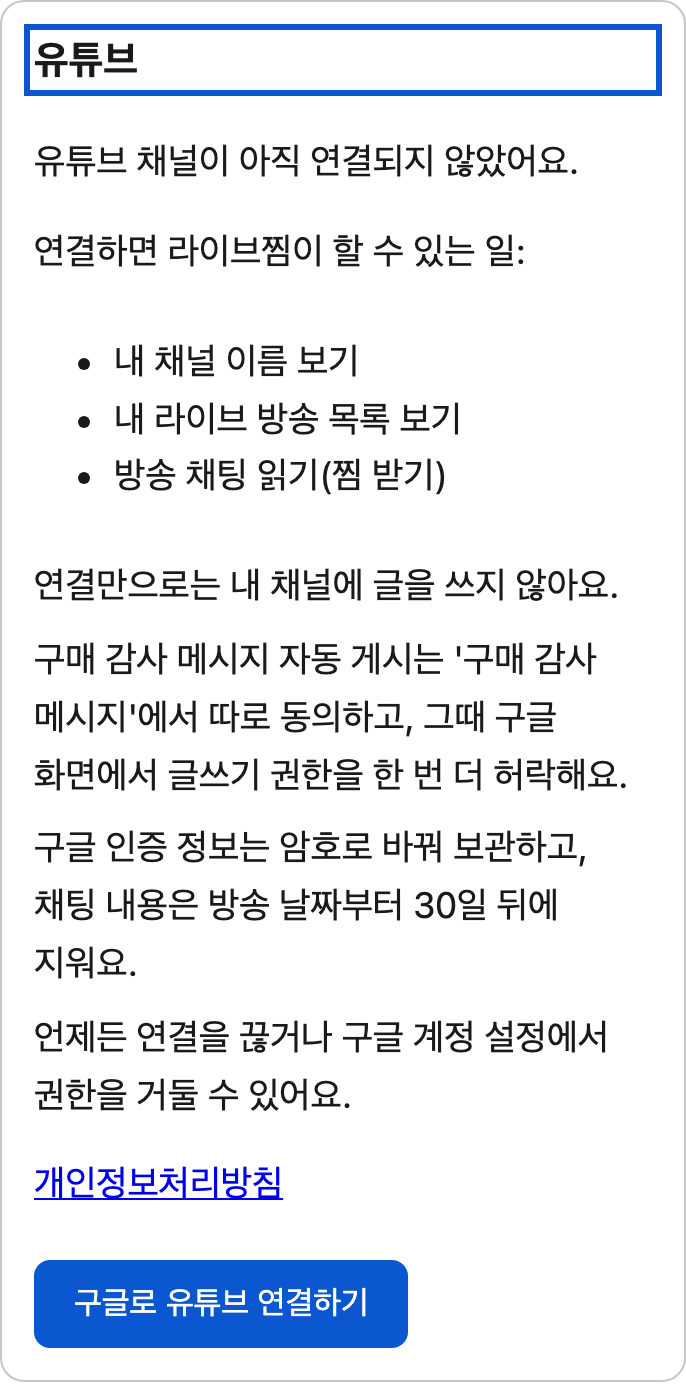 유튜브
유튜브 채널이 아직 연결되지 않았어요.
연결하면 라이브찜이 할 수 있는 일:
• 내 채널 이름 보기
• 내 라이브 방송 목록 보기
• 방송 채팅 읽기(찜 받기)
연결만으로는 내 채널에 글을 쓰지 않아요.
구매 감사 메시지 자동 게시는 '구매 감사
메시지'에서 따로 동의하고, 그때 구글
화면에서 글쓰기 권한을 한 번 더 허락해요.
구글 인증 정보는 암호로 바꿔 보관하고,
채팅 내용은 방송 날짜부터 30일 뒤에
지워요.
언제든 연결을 끊거나 구글 계정 설정에서
권한을 거둘 수 있어요.
개인정보처리방침
구글로 유튜브 연결하기